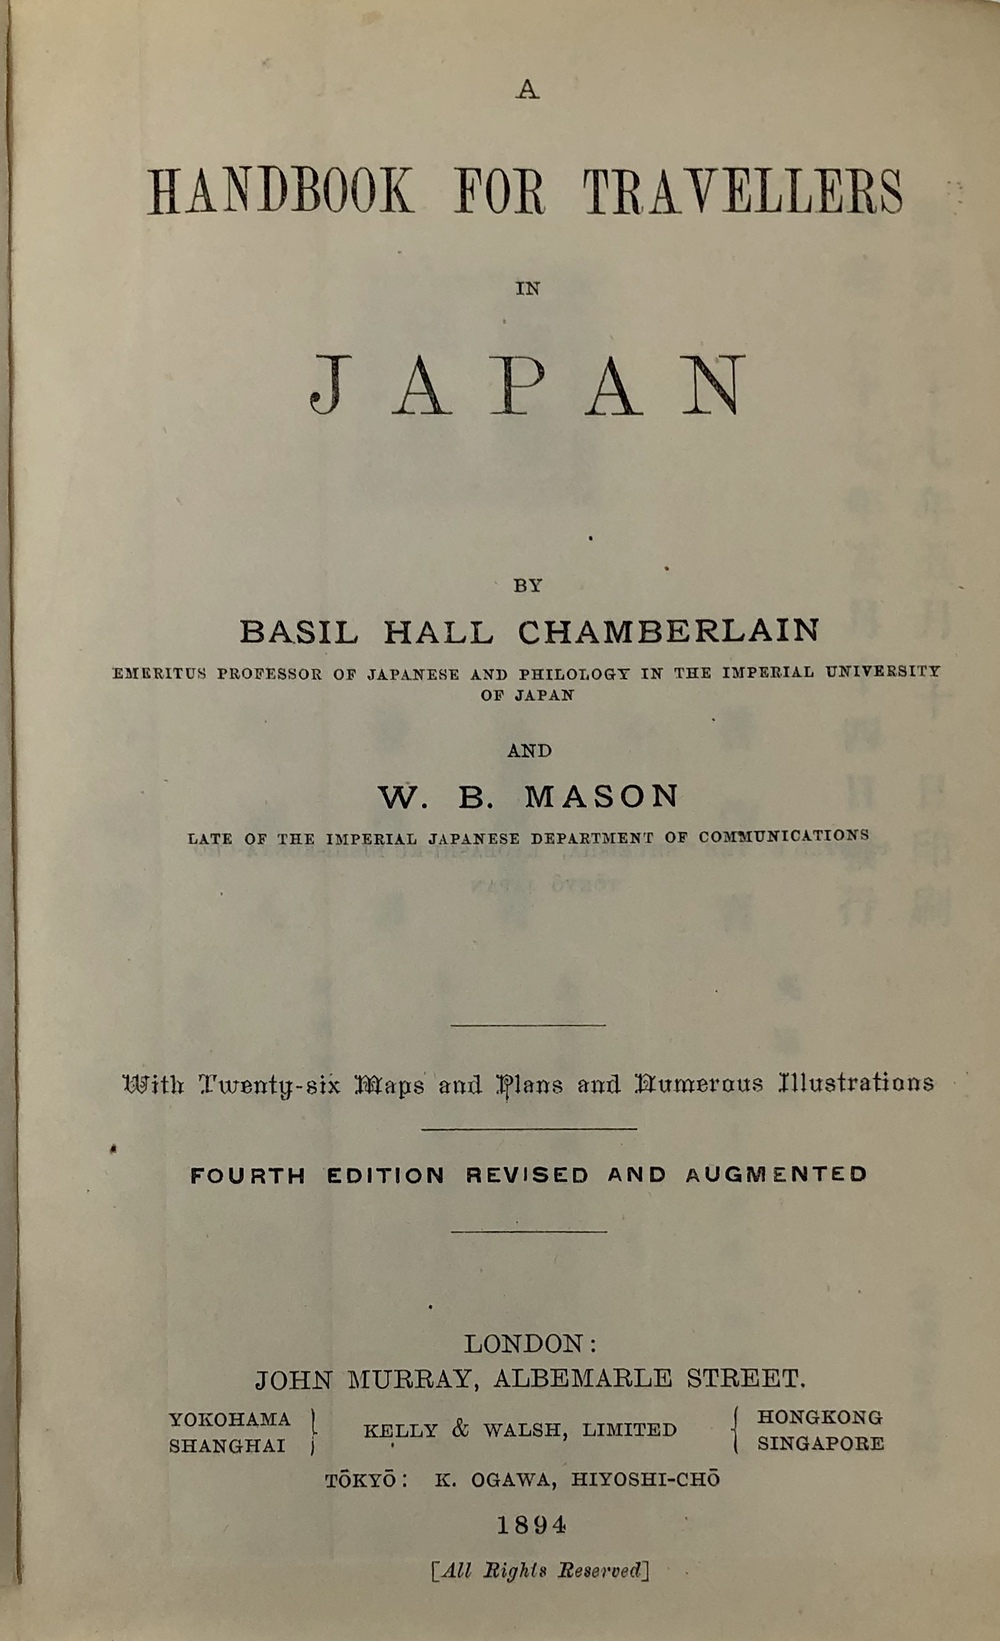 A
HANDBOOK FOR TRAVELLERS
IN
JAPAN
BY
BASIL HALL CHAMBERLAIN
EMERITUS PROFESSOR OF JAPANESE AND PHILOLOGY IN THE IMPERIAL UNIVERSITY
OF JAPAN
AND
W. B. MASON
LATE OF THE IMPERIAL JAPANESE DEPARTMENT OF COMMUNICATIONS
With Twenty-six Maps and Plans and Numerous Illustrations
FOURTH EDITION REVISED AND AUGMENTED
LONDON:
JOHN MURRAY, ALBEMARLE STREET.
YOKOHAMA
SHANGHAI
KELLY & WALSH, LIMITED
HONGKONG
SINGAPORE
TŌKYŌ: K. OGAWA, HIYOSHI-CHŌ
1894
[All Rights Reserved]